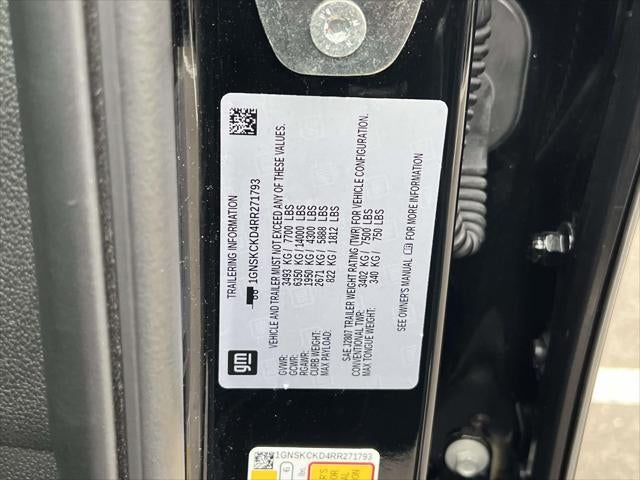 TRAILERING INFORMATION
1GNSKCKD4RR271793
VEHICLE AND TRAILER MUST NOT EXCEED ANY OF THESE VALUES.
GVWR: 3493 KG/ 7700 LBS
GCWR: 6350 KG/14000 LBS
RGAWR: 1950 KG/ 4300 LBS
CURB WEIGHT: 2671 KG/ 5888 LBS
MAX PAYLOAD: 822 KG/ 1812 LBS
SAE J2807 TRAILER WEIGHT RATING (TWR) FOR VEHICLE CONFIGURATION.
CONVENTIONAL TWR: 3402 KG/ 7500 LBS
MAX TONGUE WEIGHT: 340 KG/ 750 LBS
SEE OWNER'S MANUAL FOR MORE INFORMATION
gm
1GNSKCKD4RR271793